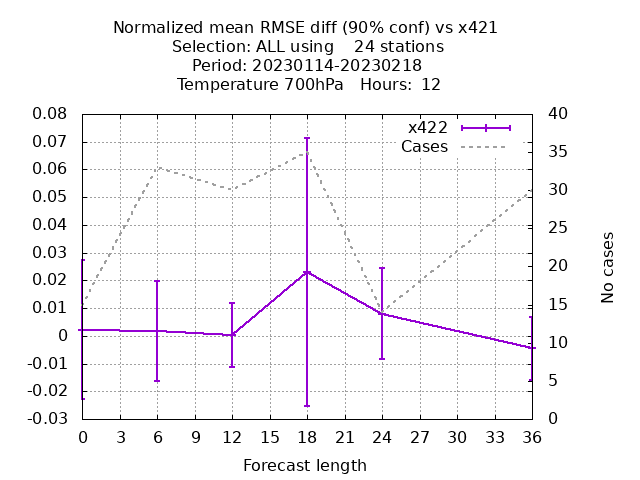 Normalized mean RMSE diff (90% conf) vs x421
Selection: ALL using 24 stations
Period: 20230114-20230218
Temperature 700hPa Hours: 12
x422
Cases
0.08
0.07
0.06
0.05
0.04
0.03
0.02
0.01
0
-0.01
-0.02
-0.03
40
35
30
25
20
15
10
5
0
No cases
0 3 6 9 12 15 18 21 24 27 30 33 36
Forecast length